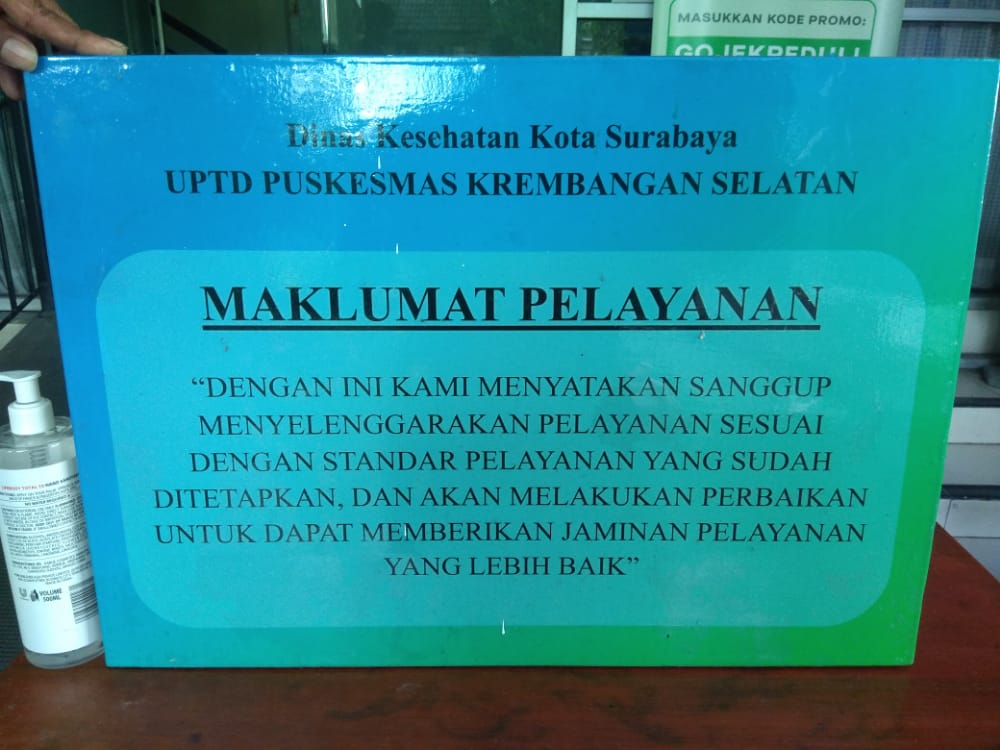 MASUKKAN KODE PROMO:
Dinas Kesehatan Kota Surabaya
UPTD PUSKESMAS KREMBANGAN SELATAN
MAKLUMAT PELAYANAN
“DENGAN INI KAMI MENYATAKAN SANGGUP
MENYELENGGARAKAN PELAYANAN SESUAI
DENGAN STANDAR PELAYANAN YANG SUDAH
DITETAPKAN, DAN AKAN MELAKUKAN PERBAIKAN
UNTUK DAPAT MEMBERIKAN JAMINAN PELAYANAN
YANG LEBIH BAIK”
VOLUME
500ML